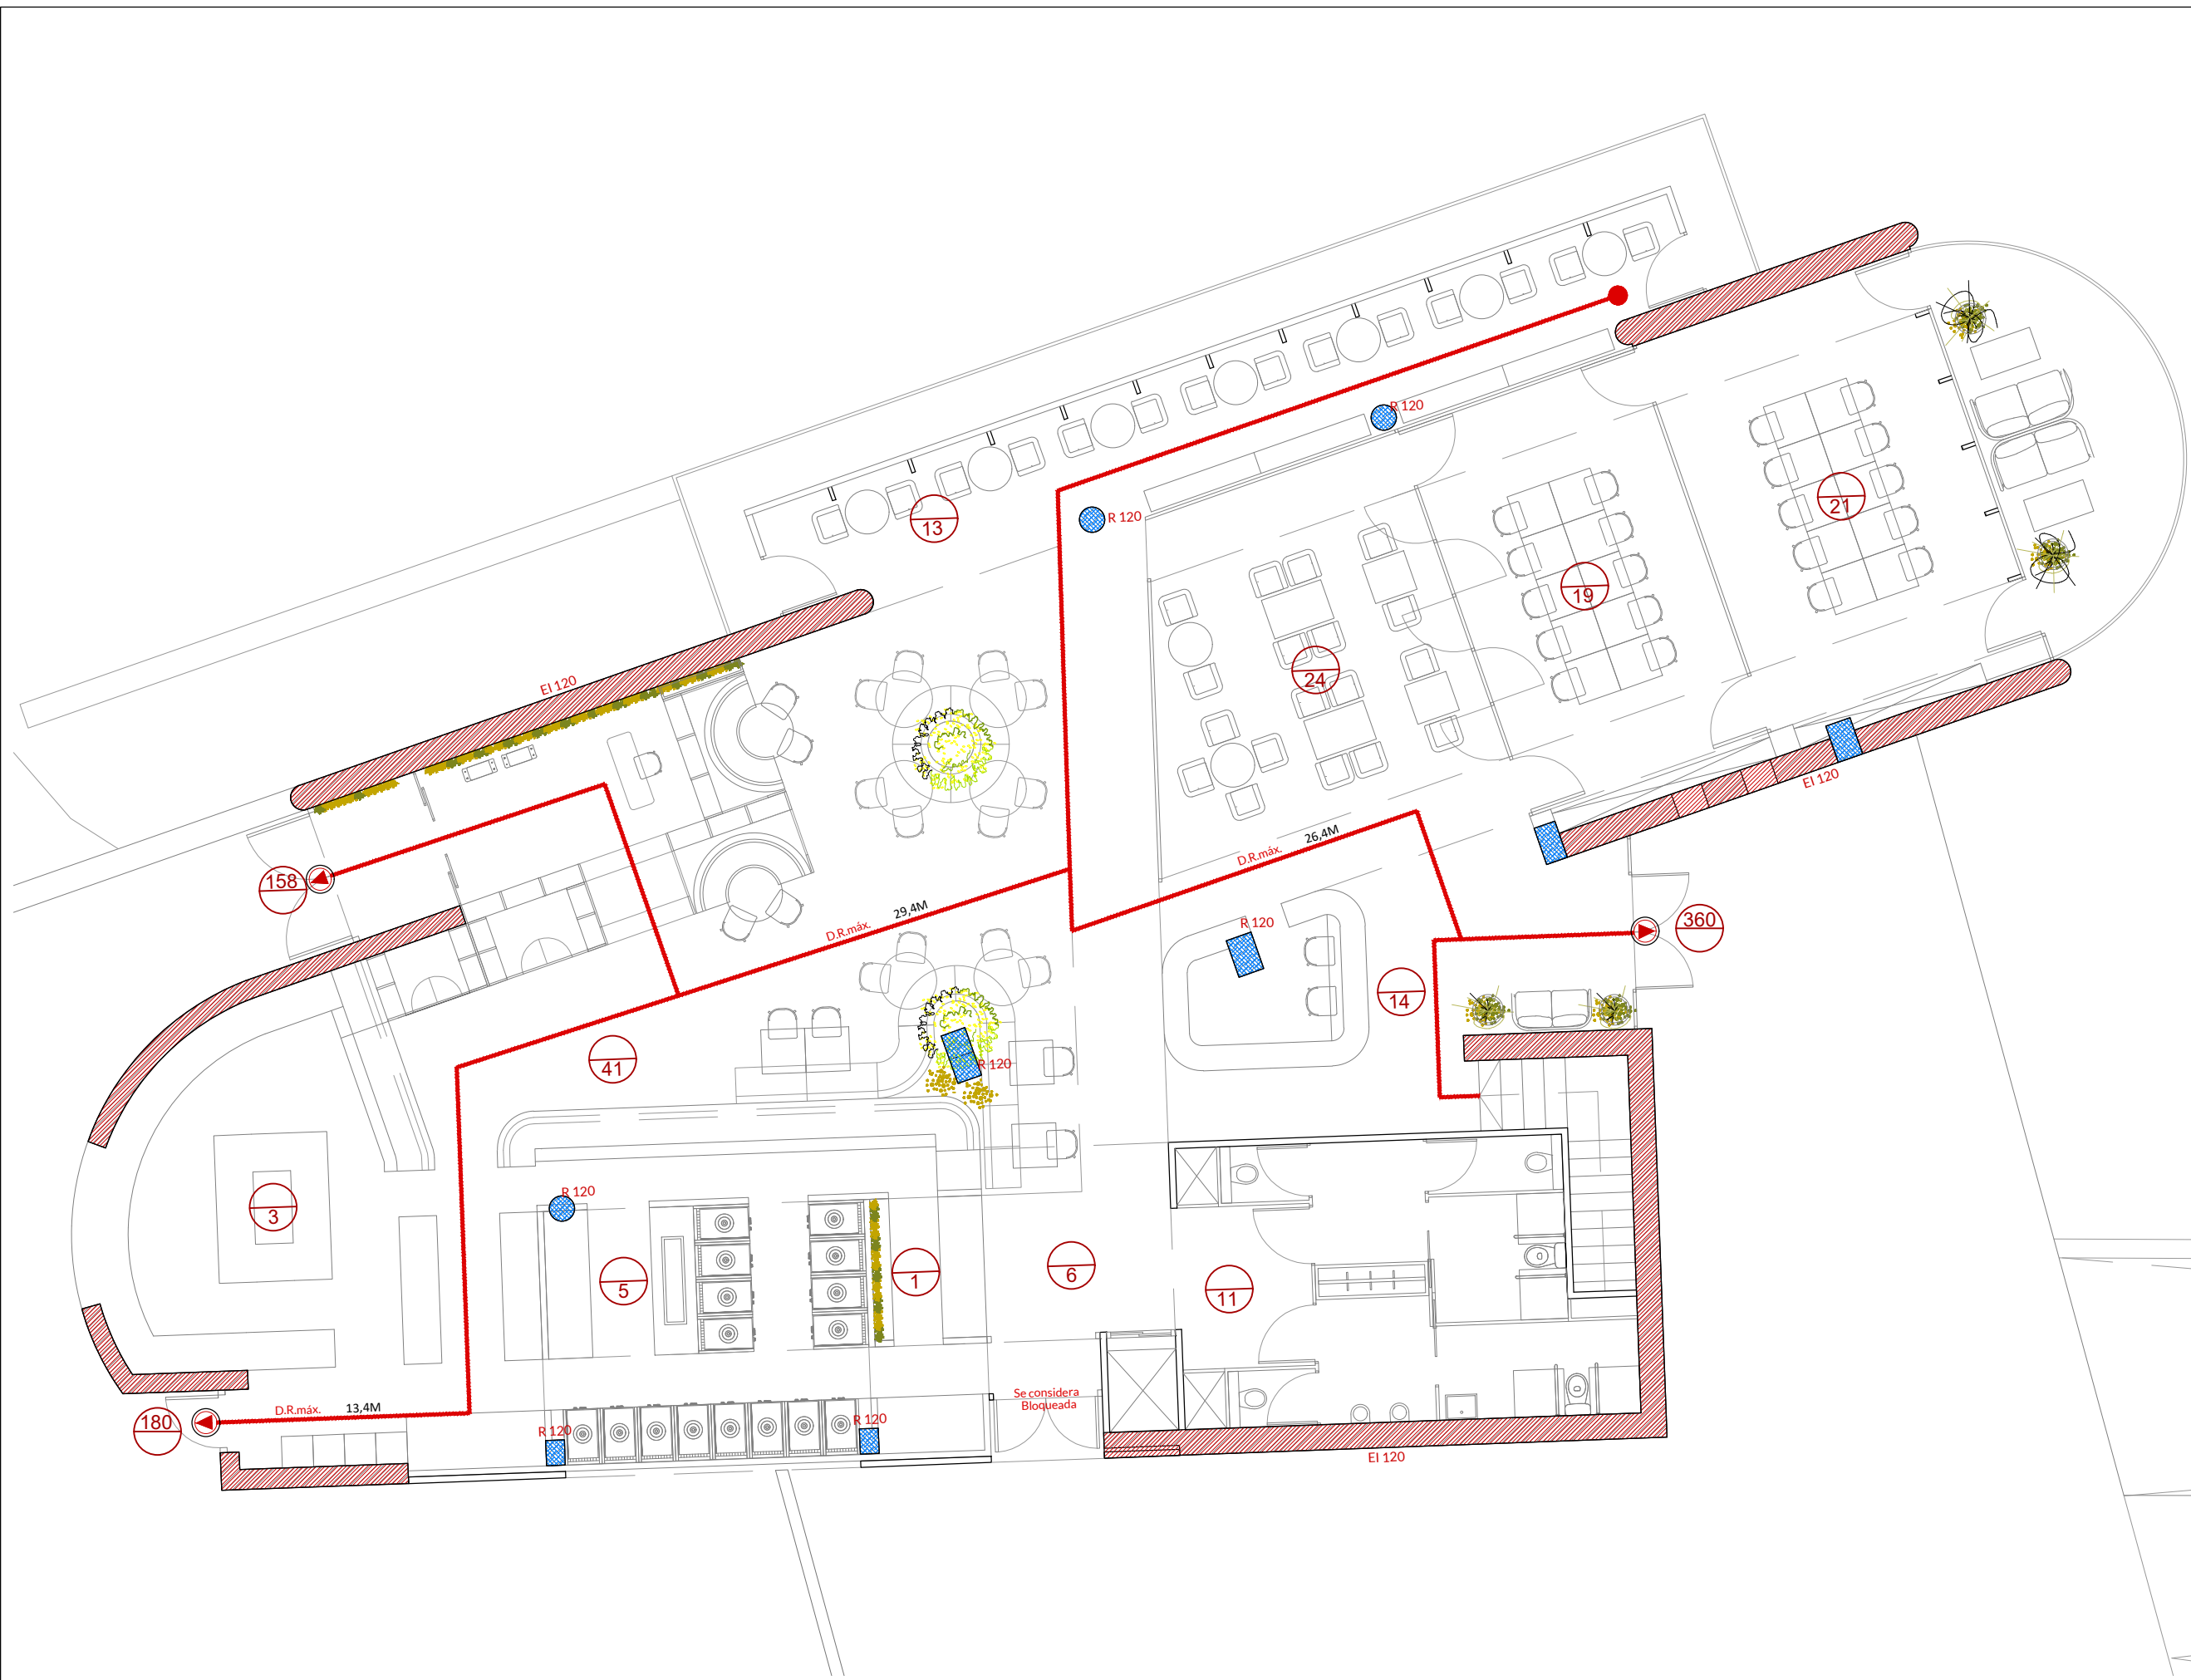 R 120
R 120
13
21
19
24
EI 120
EI 120
D.R.máx. 26,4M
158
D.R.máx. 29,4M
R 120
360
14
41
R 120
R 120
3
5
1
6
11
Se considera
Bloqueada
D.R.máx. 13,4M
180
R 120
R 120
EI 120